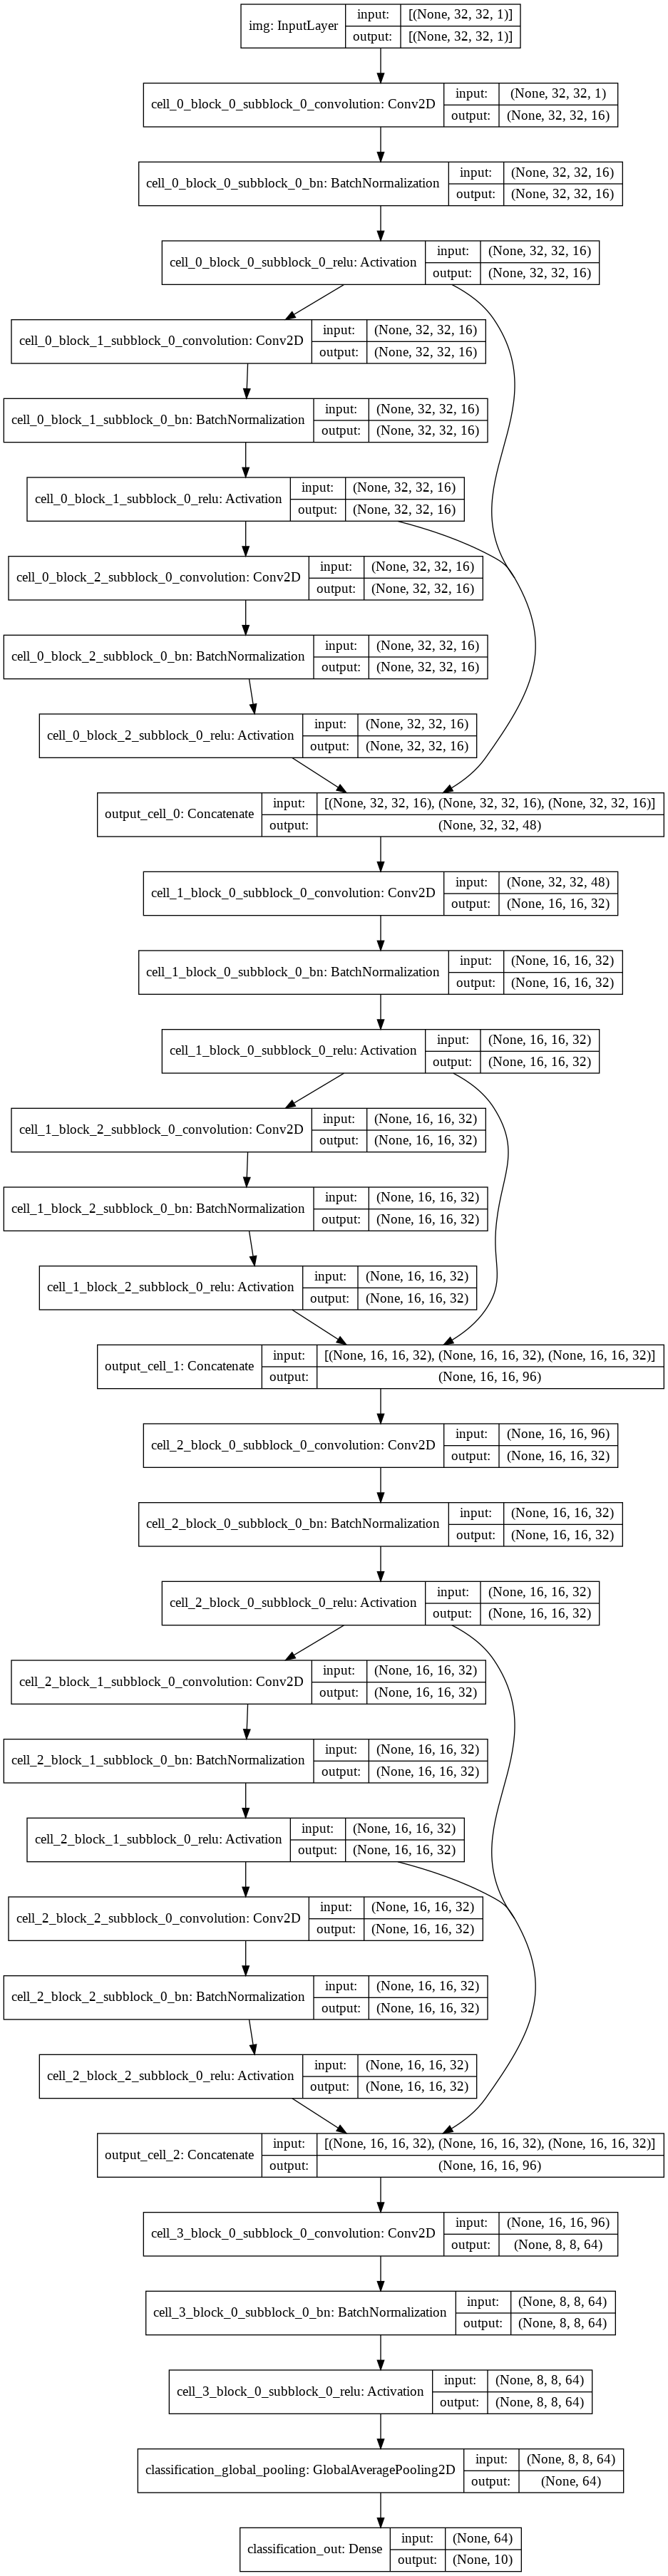 img: InputLayer
input:
[(None, 32, 32, 1)]
output:
[(None, 32, 32, 1)]
cell_0_block_0_subblock_0_convolution: Conv2D
input:
(None, 32, 32, 1)
output:
(None, 32, 32, 16)
cell_0_block_0_subblock_0_bn: BatchNormalization
input:
(None, 32, 32, 16)
output:
(None, 32, 32, 16)
cell_0_block_0_subblock_0_relu: Activation
input:
(None, 32, 32, 16)
output:
(None, 32, 32, 16)
cell_0_block_1_subblock_0_convolution: Conv2D
input:
(None, 32, 32, 16)
output:
(None, 32, 32, 16)
cell_0_block_1_subblock_0_bn: BatchNormalization
input:
(None, 32, 32, 16)
output:
(None, 32, 32, 16)
cell_0_block_1_subblock_0_relu: Activation
input:
(None, 32, 32, 16)
output:
(None, 32, 32, 16)
cell_0_block_2_subblock_0_convolution: Conv2D
input:
(None, 32, 32, 16)
output:
(None, 32, 32, 16)
cell_0_block_2_subblock_0_bn: BatchNormalization
input:
(None, 32, 32, 16)
output:
(None, 32, 32, 16)
cell_0_block_2_subblock_0_relu: Activation
input:
(None, 32, 32, 16)
output:
(None, 32, 32, 16)
output_cell_0: Concatenate
input:
[(None, 32, 32, 16), (None, 32, 32, 16), (None, 32, 32, 16)]
output:
(None, 32, 32, 48)
cell_1_block_0_subblock_0_convolution: Conv2D
input:
(None, 32, 32, 48)
output:
(None, 16, 16, 32)
cell_1_block_0_subblock_0_bn: BatchNormalization
input:
(None, 16, 16, 32)
output:
(None, 16, 16, 32)
cell_1_block_0_subblock_0_relu: Activation
input:
(None, 16, 16, 32)
output:
(None, 16, 16, 32)
cell_1_block_2_subblock_0_convolution: Conv2D
input:
(None, 16, 16, 32)
output:
(None, 16, 16, 32)
cell_1_block_2_subblock_0_bn: BatchNormalization
input:
(None, 16, 16, 32)
output:
(None, 16, 16, 32)
cell_1_block_2_subblock_0_relu: Activation
input:
(None, 16, 16, 32)
output:
(None, 16, 16, 32)
output_cell_1: Concatenate
input:
[(None, 16, 16, 32), (None, 16, 16, 32), (None, 16, 16, 32)]
output:
(None, 16, 16, 96)
cell_2_block_0_subblock_0_convolution: Conv2D
input:
(None, 16, 16, 96)
output:
(None, 16, 16, 32)
cell_2_block_0_subblock_0_bn: BatchNormalization
input:
(None, 16, 16, 32)
output:
(None, 16, 16, 32)
cell_2_block_0_subblock_0_relu: Activation
input:
(None, 16, 16, 32)
output:
(None, 16, 16, 32)
cell_2_block_1_subblock_0_convolution: Conv2D
input:
(None, 16, 16, 32)
output:
(None, 16, 16, 32)
cell_2_block_1_subblock_0_bn: BatchNormalization
input:
(None, 16, 16, 32)
output:
(None, 16, 16, 32)
cell_2_block_1_subblock_0_relu: Activation
input:
(None, 16, 16, 32)
output:
(None, 16, 16, 32)
cell_2_block_2_subblock_0_convolution: Conv2D
input:
(None, 16, 16, 32)
output:
(None, 16, 16, 32)
cell_2_block_2_subblock_0_bn: BatchNormalization
input:
(None, 16, 16, 32)
output:
(None, 16, 16, 32)
cell_2_block_2_subblock_0_relu: Activation
input:
(None, 16, 16, 32)
output:
(None, 16, 16, 32)
output_cell_2: Concatenate
input:
[(None, 16, 16, 32), (None, 16, 16, 32), (None, 16, 16, 32)]
output:
(None, 16, 16, 96)
cell_3_block_0_subblock_0_convolution: Conv2D
input:
(None, 16, 16, 96)
output:
(None, 8, 8, 64)
cell_3_block_0_subblock_0_bn: BatchNormalization
input:
(None, 8, 8, 64)
output:
(None, 8, 8, 64)
cell_3_block_0_subblock_0_relu: Activation
input:
(None, 8, 8, 64)
output:
(None, 8, 8, 64)
classification_global_pooling: GlobalAveragePooling2D
input:
(None, 8, 8, 64)
output:
(None, 64)
classification_out: Dense
input:
(None, 64)
output:
(None, 10)